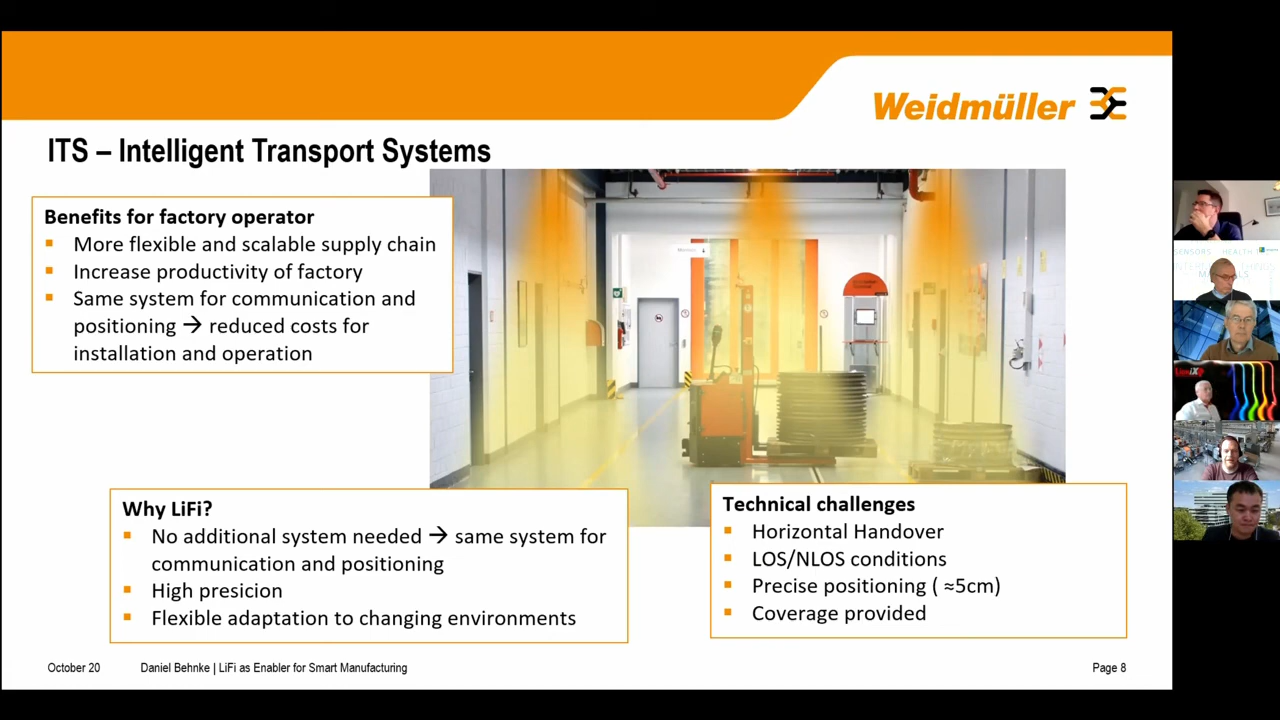 Weidmüller
ITS – Intelligent Transport Systems
Benefits for factory operator
More flexible and scalable supply chain
Increase productivity of factory
Same system for communication and
positioning → reduced costs for
installation and operation
Why LiFi?
No additional system needed → same system for
communication and positioning
High presicion
Flexible adaptation to changing environments
Technical challenges
Horizontal Handover
LOS/NLOS conditions
Precise positioning ( ≈5cm)
Coverage provided
October 20
Daniel Behnke | LiFi as Enabler for Smart Manufacturing
Page 8
SENSORS
HEALTH